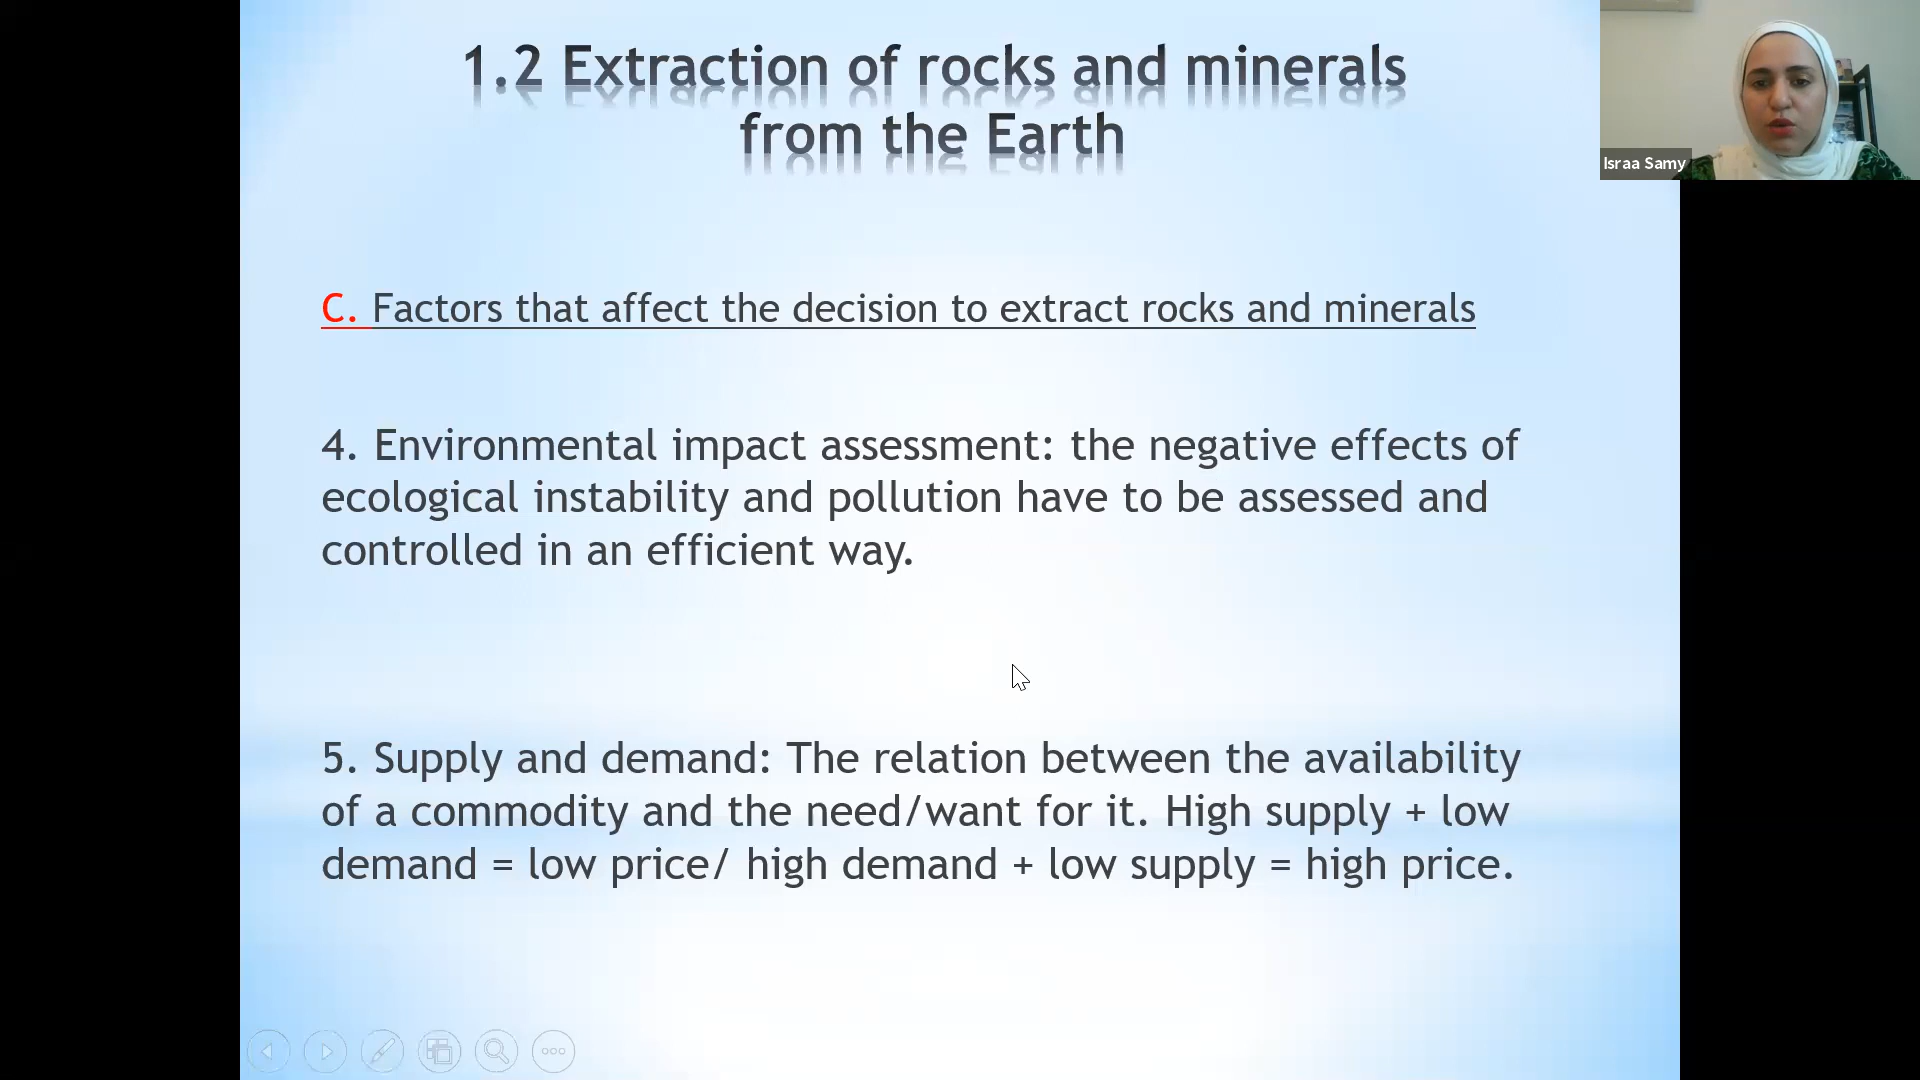 1.2 Extraction of rocks and minerals
from the Earth
Israa Samy
C. Factors that affect the decision to extract rocks and minerals
4. Environmental impact assessment: the negative effects of
ecological instability and pollution have to be assessed and
controlled in an efficient way.
5. Supply and demand: The relation between the availability
of a commodity and the need/want for it. High supply + low
demand = low price/ high demand + low supply = high price.